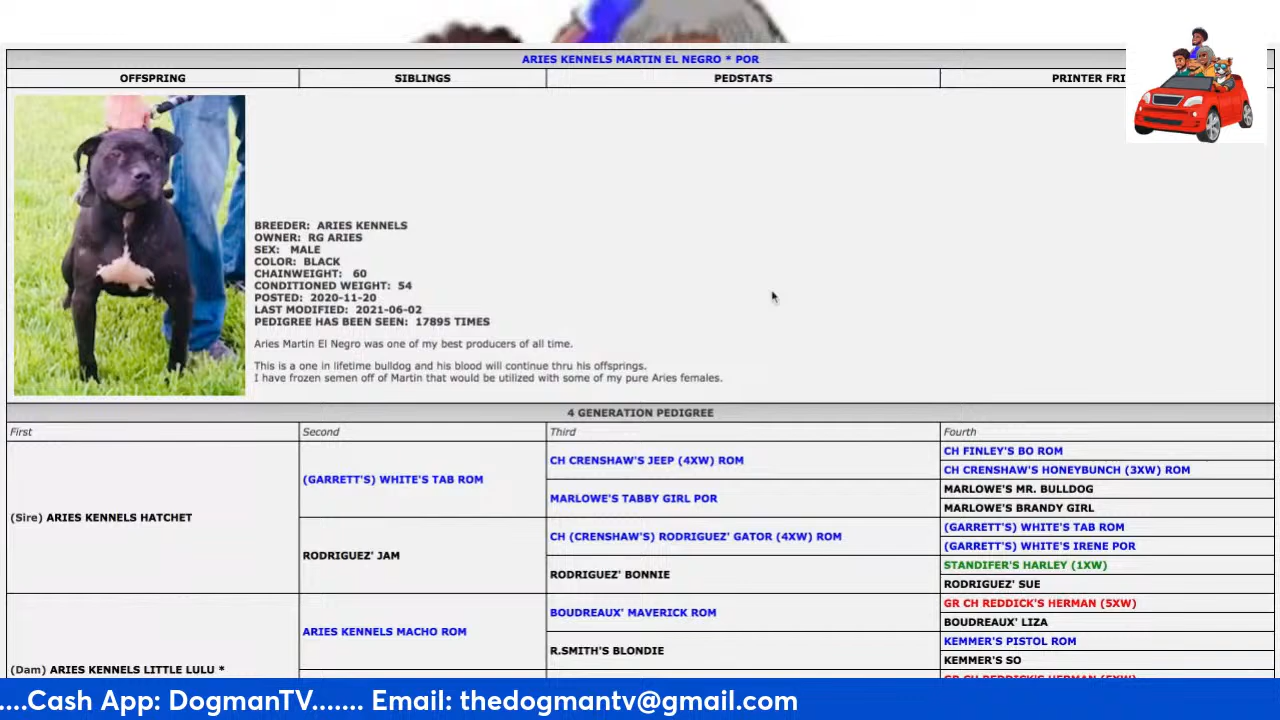 ARIES KENNELS MARTIN EL NEGRO * POR
OFFSPRING SIBLINGS PEDSTATS PRINTER FRI
BREEDER: ARIES KENNELS
OWNER: RG ARIES
SEX: MALE
COLOR: BLACK
CHAINWEIGHT: 60
CONDITIONED WEIGHT: 54
POSTED: 2020-11-20
LAST MODIFIED: 2021-06-02
PEDIGREE HAS BEEN SEEN: 17895 TIMES
Aries Martin El Negro was one of my best producers of all time.
This is a one in lifetime bulldog and his blood will continue thru his offsprings.
I have frozen semen off of Martin that would be utilized with some of my pure Aries females.
4 GENERATION PEDIGREE
First Second Third Fourth
(Sire) ARIES KENNELS HATCHET
(GARRETT'S) WHITE'S TAB ROM
CH CRENSHAW'S JEEP (4XW) ROM
CH FINLEY'S BO ROM
CH CRENSHAW'S HONEYBUNCH (3XW) ROM
MARLOWE'S TABBY GIRL POR
MARLOWE'S MR. BULLDOG
MARLOWE'S BRANDY GIRL
RODRIGUEZ' JAM
CH (CRENSHAW'S) RODRIGUEZ' GATOR (4XW) ROM
(GARRETT'S) WHITE'S TAB ROM
(GARRETT'S) WHITE'S IRENE POR
RODRIGUEZ' BONNIE
STANDIFER'S HARLEY (1XW)
RODRIGUEZ' SUE
(Dam) ARIES KENNELS LITTLE LULU *
ARIES KENNELS MACHO ROM
BOUDREAUX' MAVERICK ROM
GR CH REDDICK'S HERMAN (5XW)
BOUDREAUX' LIZA
R.SMITH'S BLONDIE
KEMMER'S PISTOL ROM
KEMMER'S SO
GR CH REDDICK'S HERMAN (5XW)
....Cash App: DogmanTV....... Email: thedogmantv@gmail.com